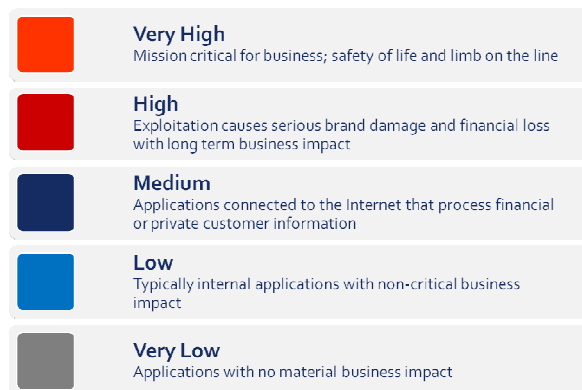 Very High
Mission critical for business; safety of life and limb on the line
High
Exploitation causes serious brand damage and financial loss
with long term business impact
Medium
Applications connected to the Internet that process financial
or private customer information
Low
Typically internal applications with non-critical business
impact
Very Low
Applications with no material business impact